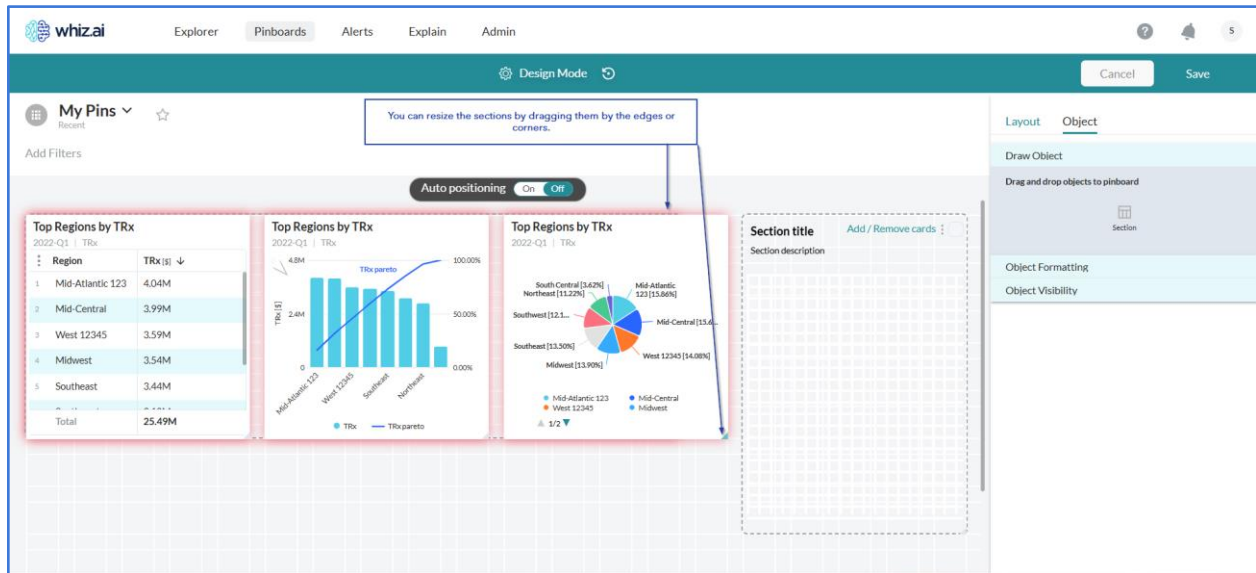 whiz.ai
Explorer
Pinboards
Alerts
Explain
Admin
?
S
Design Mode
Cancel
Save
My Pins
Recent
Add Filters
You can resize the sections by dragging them by the edges or
corners.
Auto positioning On Off
Layout
Object
Draw Object
Drag and drop objects to pinboard
Section
Object Formatting
Object Visibility
Top Regions by TRx
2022-Q1 | TRx
Region TRx [$]
1 Mid-Atlantic 123 4.04M
2 Mid-Central 3.99M
3 West 12345 3.59M
4 Midwest 3.54M
5 Southeast 3.44M
Total 25.49M
Top Regions by TRx
2022-Q1 | TRx
4.8M
TRx pareto
100.00%
TRx [$]
2.4M
50.00%
0
0.00%
Mid-Atlantic 123
West 12345
Southeast
Northeast
TRx
TRx pareto
Top Regions by TRx
2022-Q1 | TRx
South Central [3.62%]
Mid-Atlantic
123 [15.86%]
Northeast [11.22%]
Southwest [12.1...
Mid-Central [15.6...
Southeast [13.50%]
West 12345 [14.08%]
Midwest [13.90%]
Mid-Atlantic 123
Mid-Central
West 12345
Midwest
1/2
Section title
Add / Remove cards
Section description